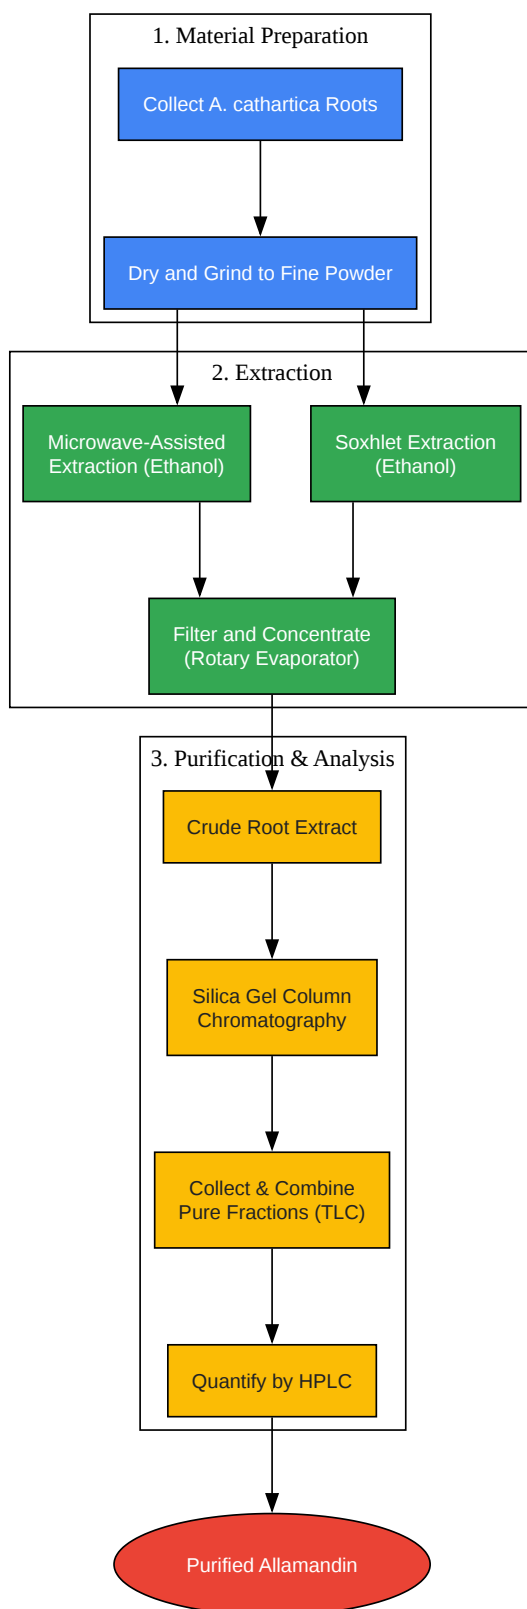 1. Material Preparation
Collect A. cathartica Roots
Dry and Grind to Fine Powder
2. Extraction
Microwave-Assisted
Extraction (Ethanol)
Soxhlet Extraction
(Ethanol)
Filter and Concentrate
(Rotary Evaporator)
3. Purification & Analysis
Crude Root Extract
Silica Gel Column
Chromatography
Collect & Combine
Pure Fractions (TLC)
Quantify by HPLC
Purified Allamandin